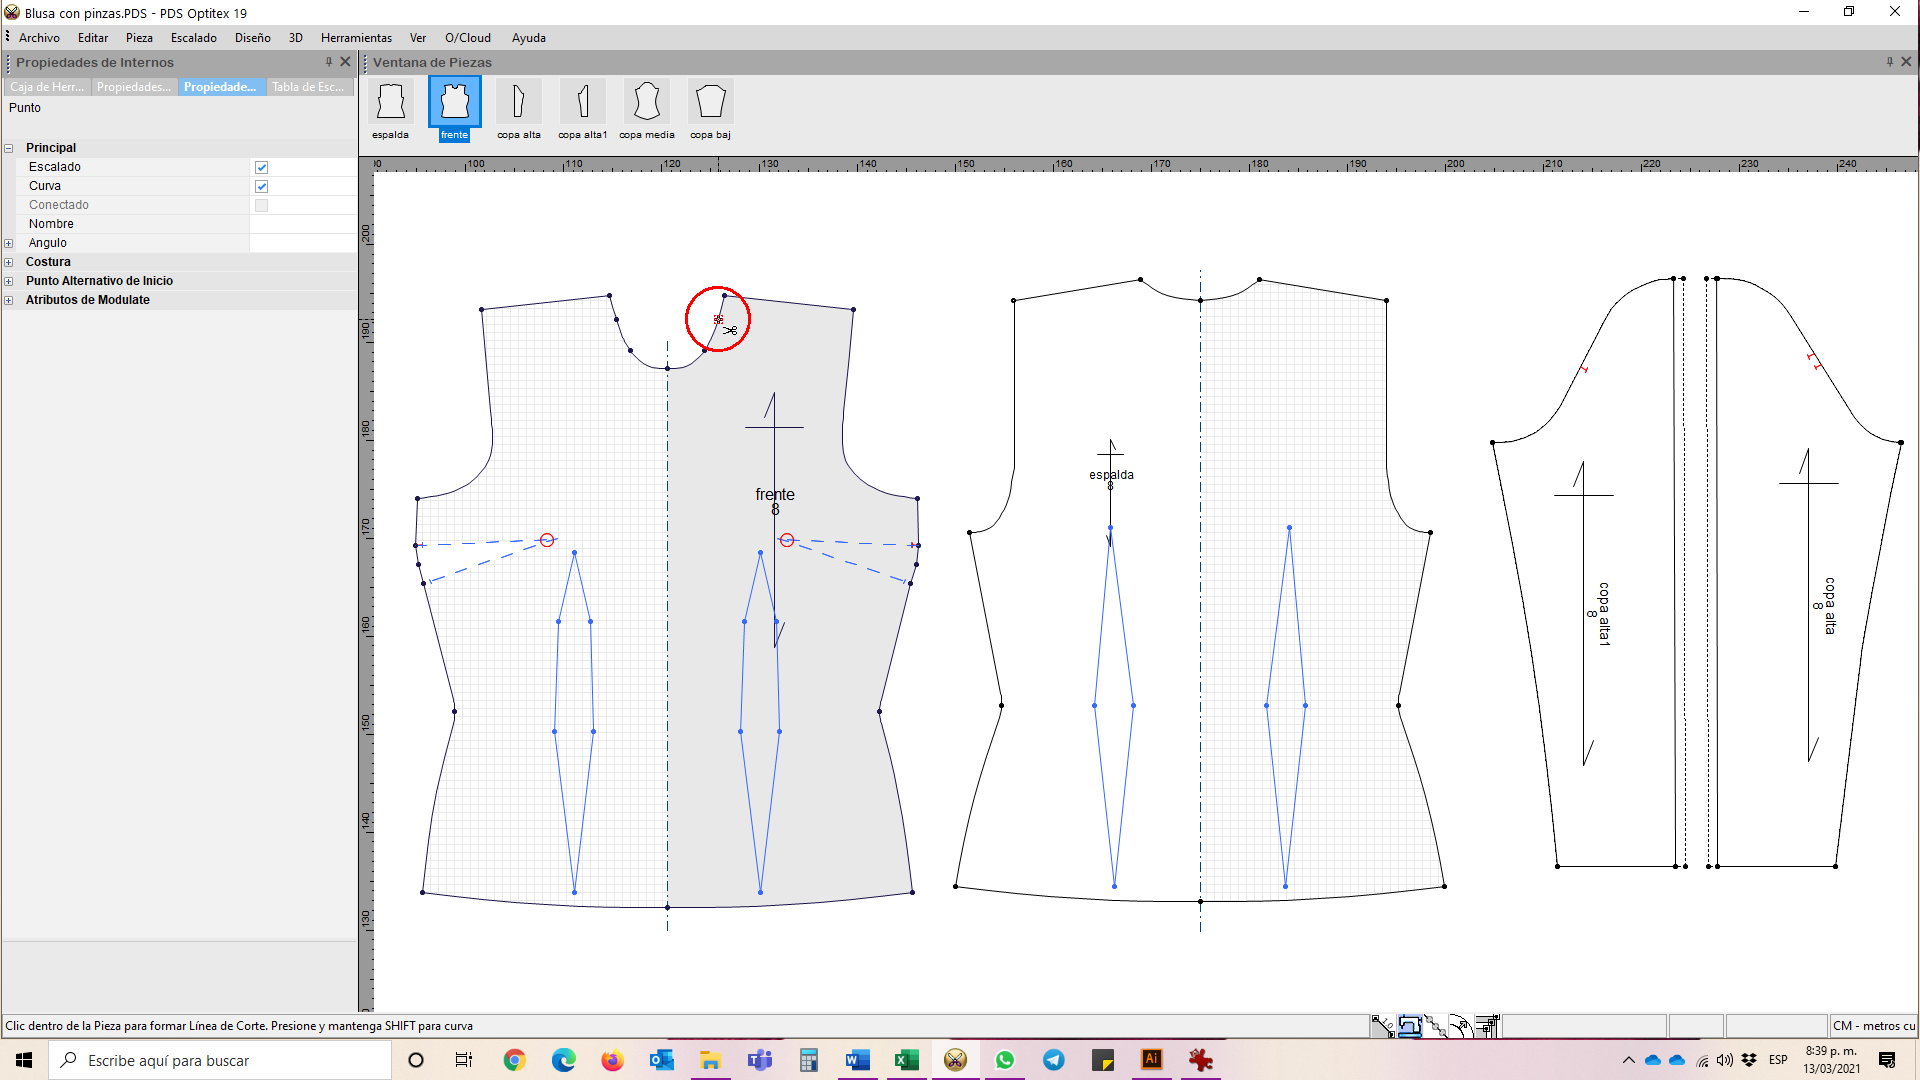 Blusa con pinzas.PDS - PDS Optitex 19
Archivo Editar Pieza Escalado Diseño 3D Herramientas Ver O/Cloud Ayuda
Propiedades de Internos
Ventana de Piezas
Caja de Herr... Propiedades... Propiedade... Tabla de Esc...
Punto
Principal
Escalado
Curva
Conectado
Nombre
Angulo
Costura
Punto Alternativo de Inicio
Atributos de Modulate
espalda frente copa alta copa alta1 copa media copa baj
100 110 120 130 140 150 160 170 180 190 200 210 220 230 240
200
190
180
170
160
150
140
130
frente
8
espalda
8
copa alta1
8
copa alta
8
Clic dentro de la Pieza para formar Línea de Corte. Presione y mantenga SHIFT para curva
CM - metros cu
Escribe aquí para buscar
ESP
8:39 p. m.
13/03/2021